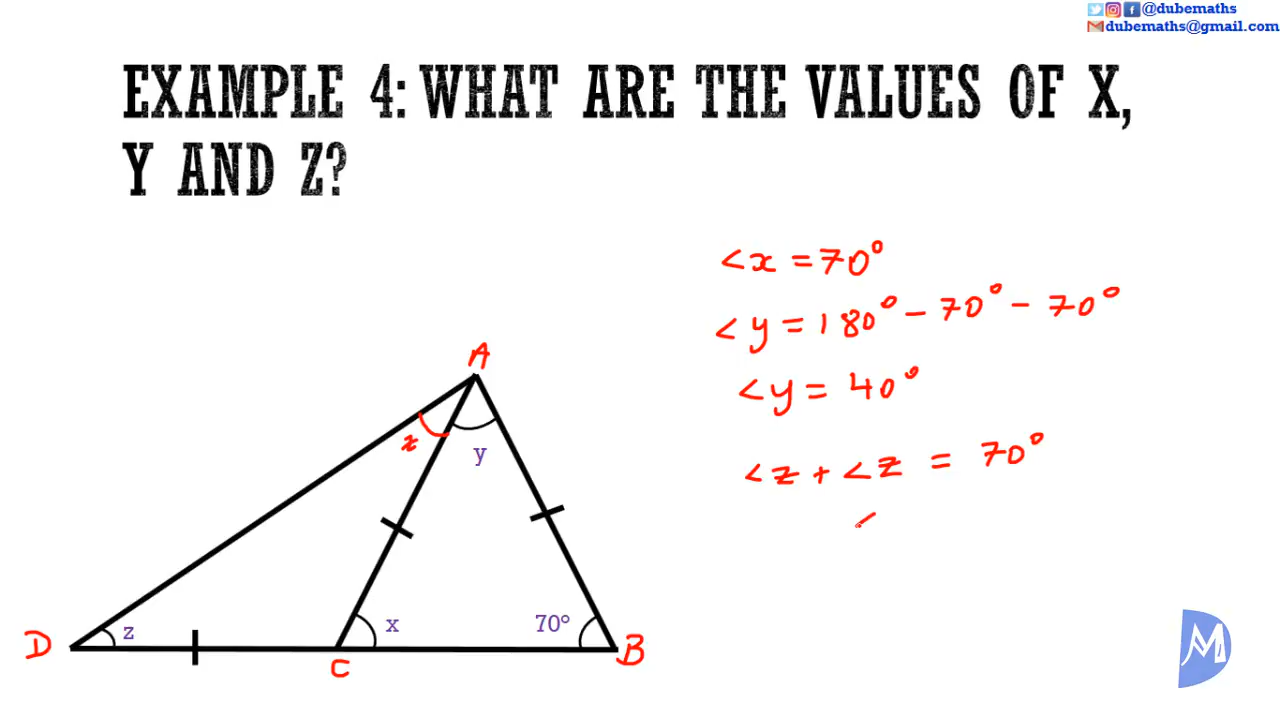 @dubemaths
dubemaths@gmail.com
EXAMPLE 4: WHAT ARE THE VALUES OF X,
Y AND Z?
<x = 70°
<y = 180° - 70° - 70°
<y = 40°
<z + <z = 70°
A
z
y
D
z
x
70°
C
B
M